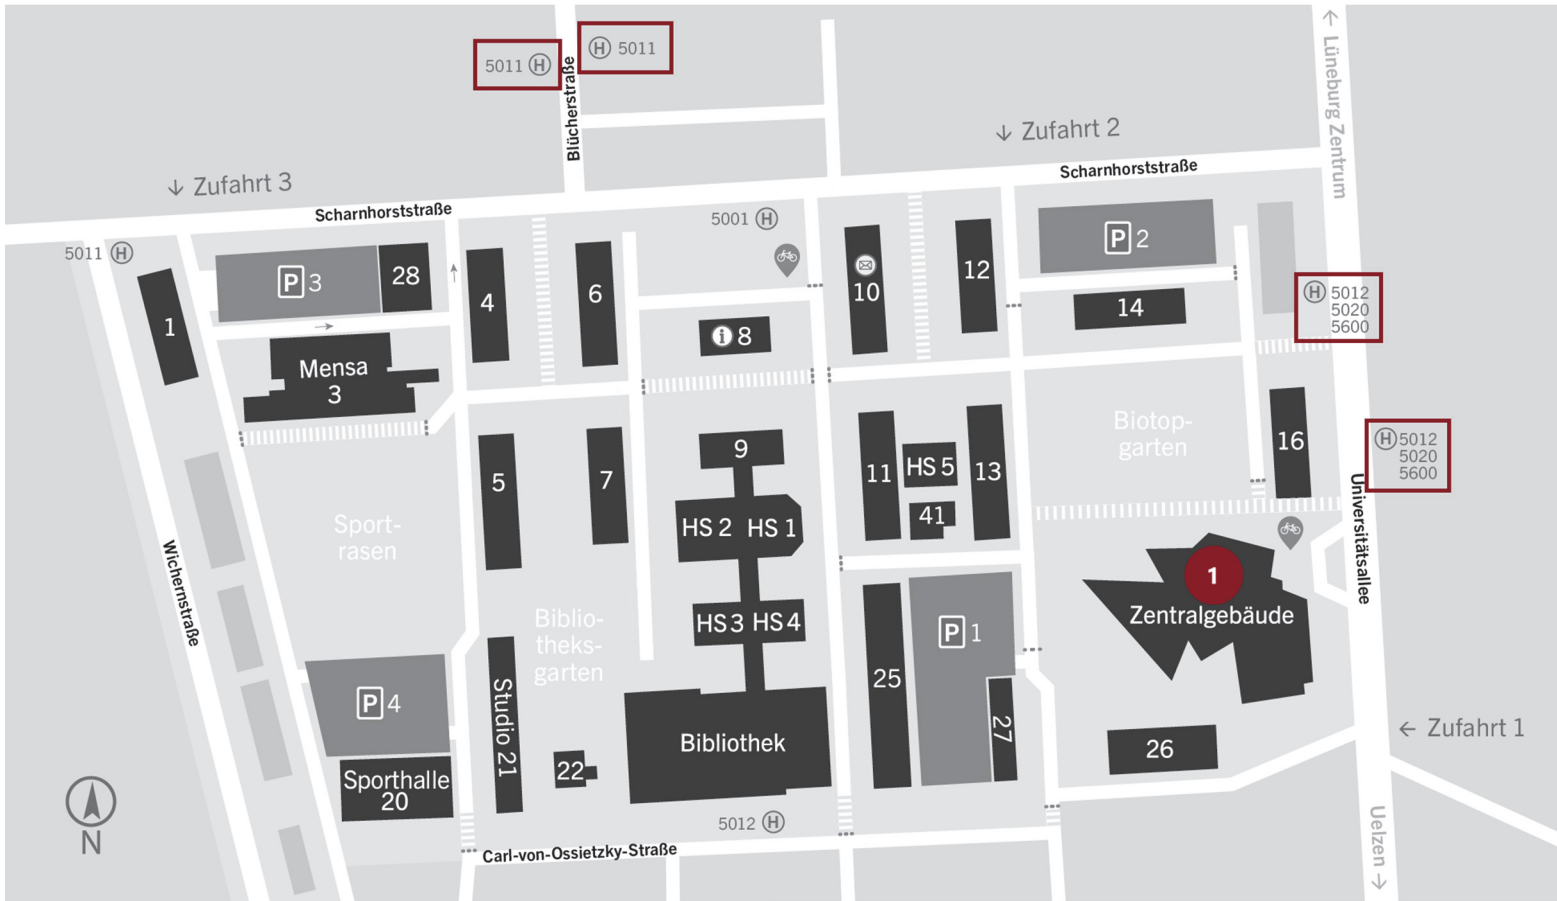 5011 H
H 5011
Blücherstraße
↑ Lüneburg Zentrum
↓ Zufahrt 2
Scharnhorststraße
↓ Zufahrt 3
Scharnhorststraße
5001 H
5011 H
P 3
28
4
6
10
12
P 2
H 5012
5020
5600
1
14
i 8
Mensa
3
H 5012
5020
5600
Biotop-
garten
16
9
11
HS 5
13
5
7
41
HS 2
HS 1
Sport-
rasen
Universitätsallee
Wichernstraße
1
Zentralgebäude
Biblio-
theks-
garten
HS 3
HS 4
P 1
25
P 4
Studio 21
27
Bibliothek
26
← Zufahrt 1
22
Sporthalle
20
N
5012 H
Carl-von-Ossietzky-Straße
Uelzen →